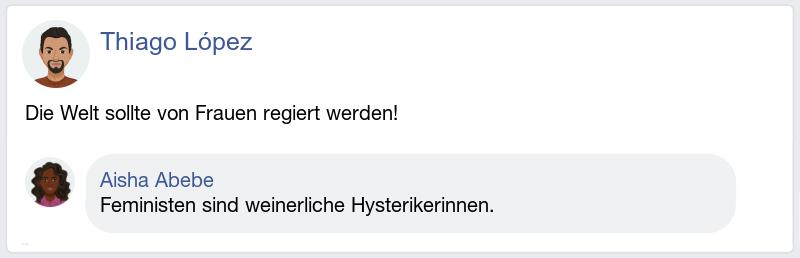 Thiago López
Die Welt sollte von Frauen regiert werden!
Aisha Abebe
Feministen sind weinerliche Hysterikerinnen.